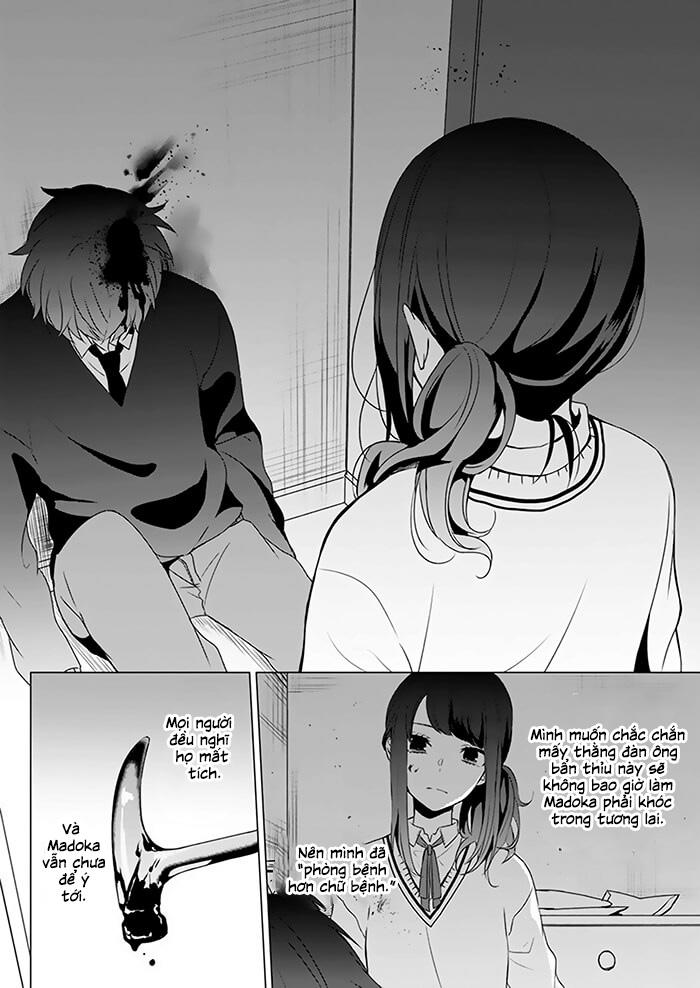 Mình muốn chắc chắn
mấy thằng đàn ông
bẩn thỉu này sẽ
không bao giờ làm
Madoka phải khóc
trong tương lai.
Nên mình đã
"phòng bệnh
hơn chữ bệnh."
Mọi người
đều nghĩ
họ mất
tích.
Và
Madoka
vẫn chưa
để ý
tới.